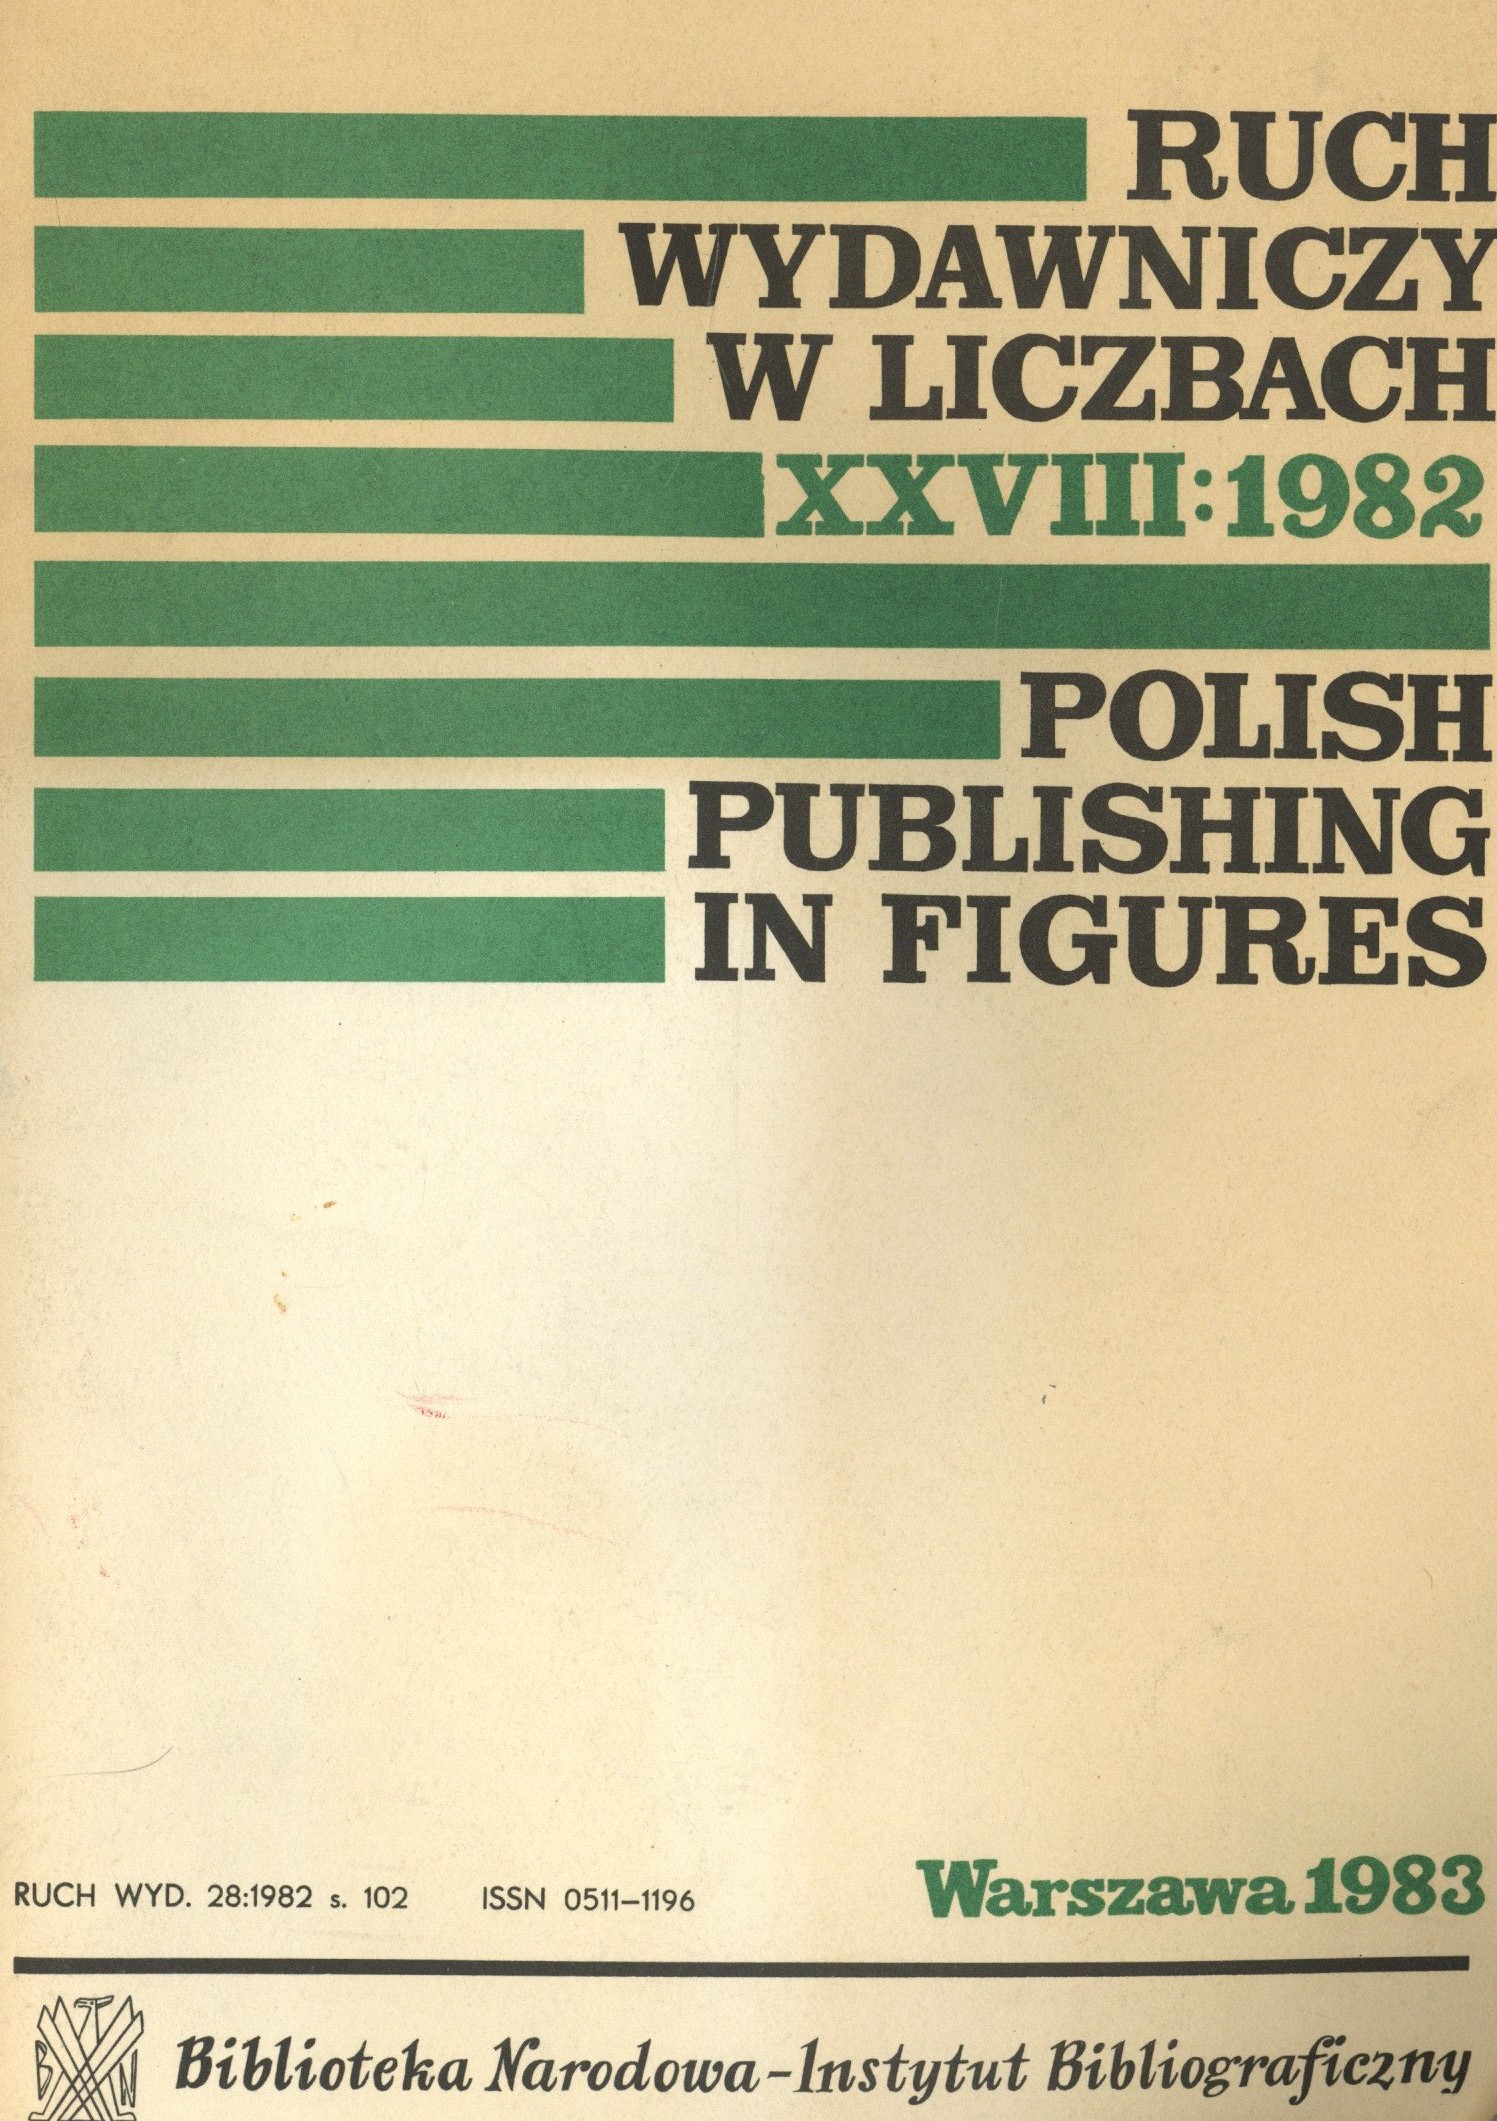 RUCH
WYDAWNICZY
W LICZBACH
XXVIII:1982
POLISH
PUBLISHING
IN FIGURES
RUCH WYD. 28:1982 s. 102 ISSN 0511-1196
Warszawa 1983
B N
Biblioteka Narodowa-Instytut Bibliograficzny